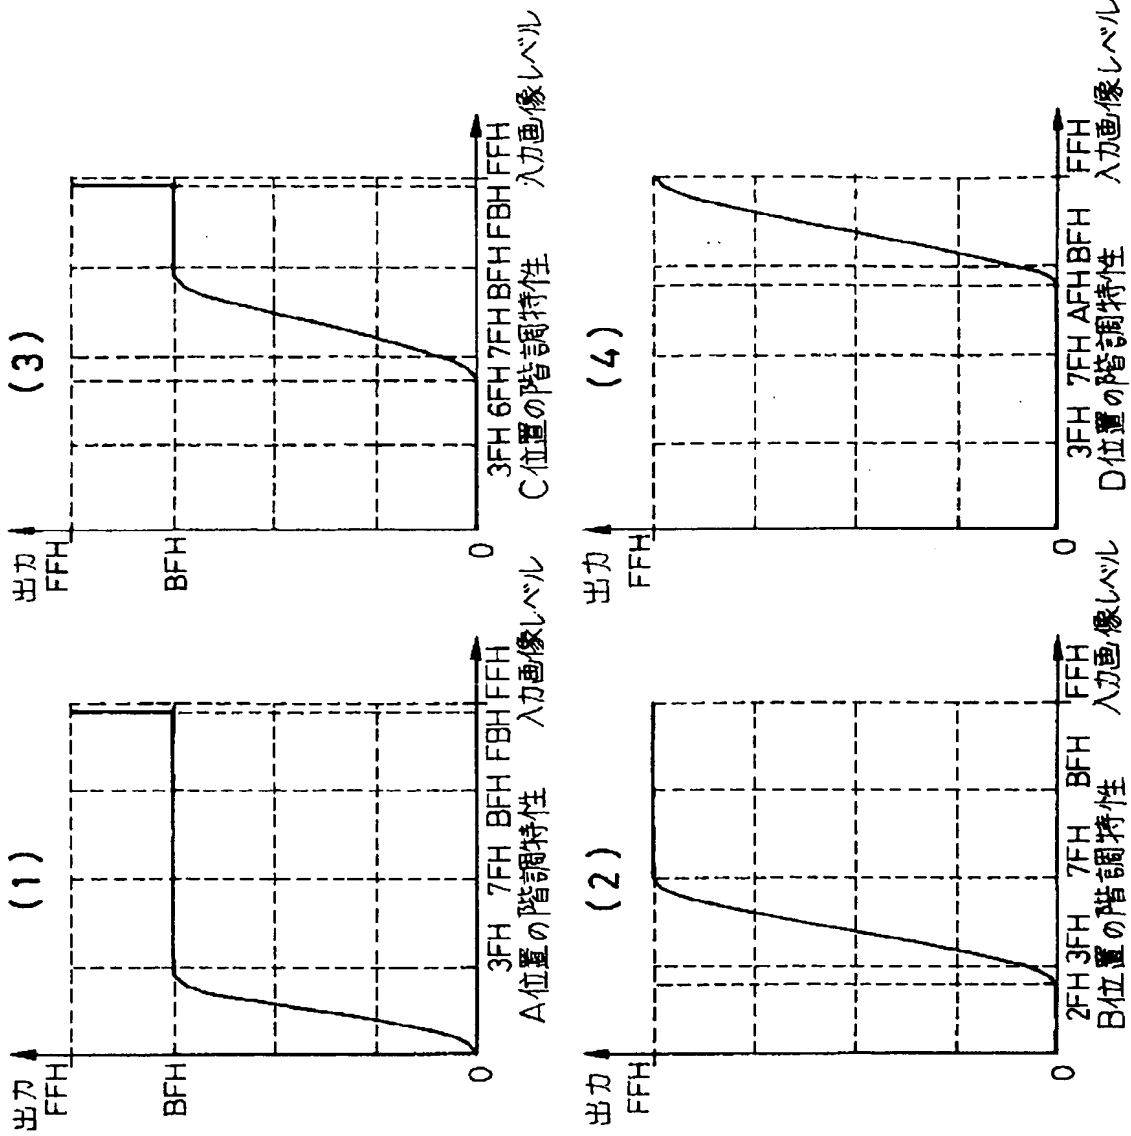 (1)
出力
FFH
BFH
0
3FH 7FH BFH FBH FFH
入力画像レベル
A位置の階調特性
(2)
出力
FFH
0
2FH 3FH 7FH BFH FFH
入力画像レベル
B位置の階調特性
(3)
出力
FFH
BFH
0
3FH 6FH 7FH BFH FBH FFH
入力画像レベル
C位置の階調特性
(4)
出力
FFH
0
3FH 7FH AFH BFH FFH
入力画像レベル
D位置の階調特性